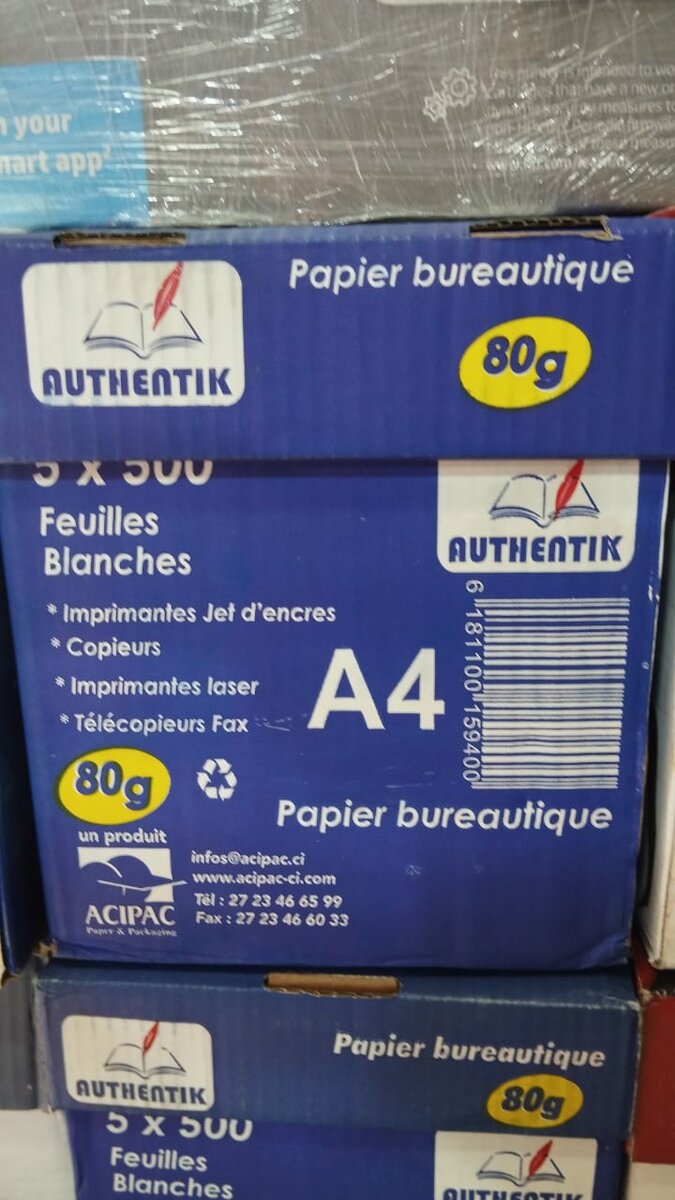 n your
mart app²
Papier bureautique
AUTHENTIK
80g
5 x 500
Feuilles
Blanches
AUTHENTIK
* Imprimantes Jet d'encres
* Copieurs
* Imprimantes laser
* Télécopieurs Fax
A4
6 181100 159400
80g
Papier bureautique
un produit
ACIPAC
Paper & Packaging
infos@acipac.ci
www.acipac-ci.com
Tél : 27 23 46 65 99
Fax : 27 23 46 60 33
Papier bureautique
AUTHENTIK
80g
5 x 500
Feuilles
Blanches
AUTHENTIK